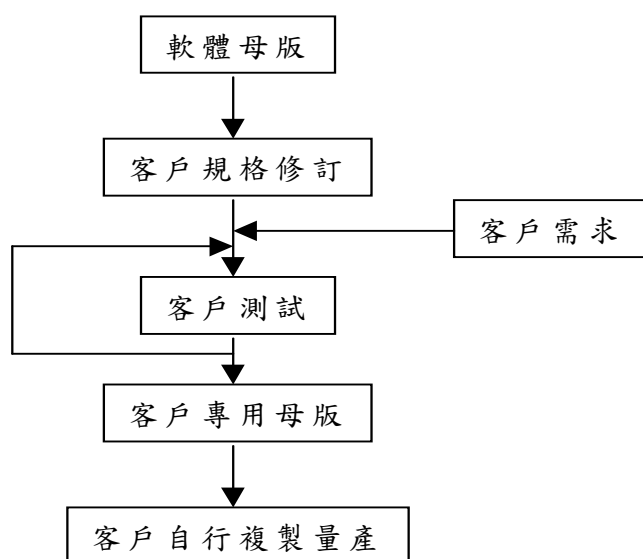 軟體母版
客戶規格修訂
客戶需求
客戶測試
客戶專用母版
客戶自行複製量產